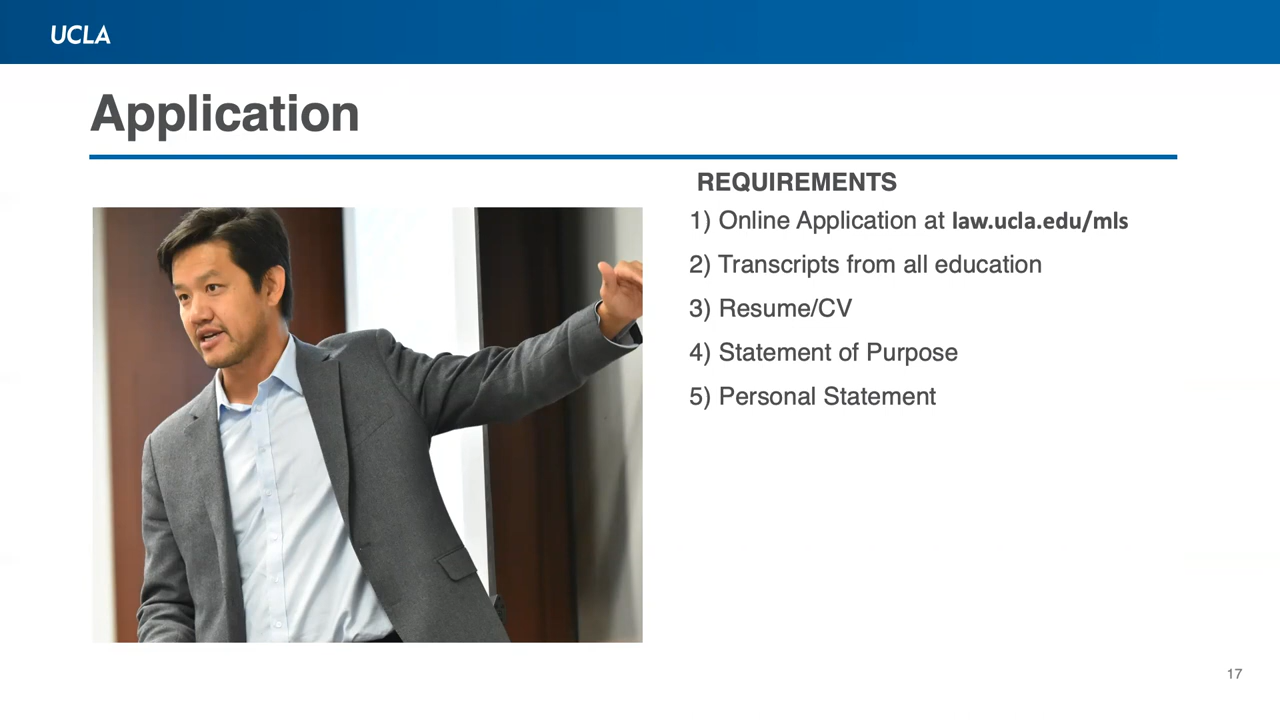 UCLA
Application
REQUIREMENTS
1) Online Application at law.ucla.edu/mls
2) Transcripts from all education
3) Resume/CV
4) Statement of Purpose
5) Personal Statement
17